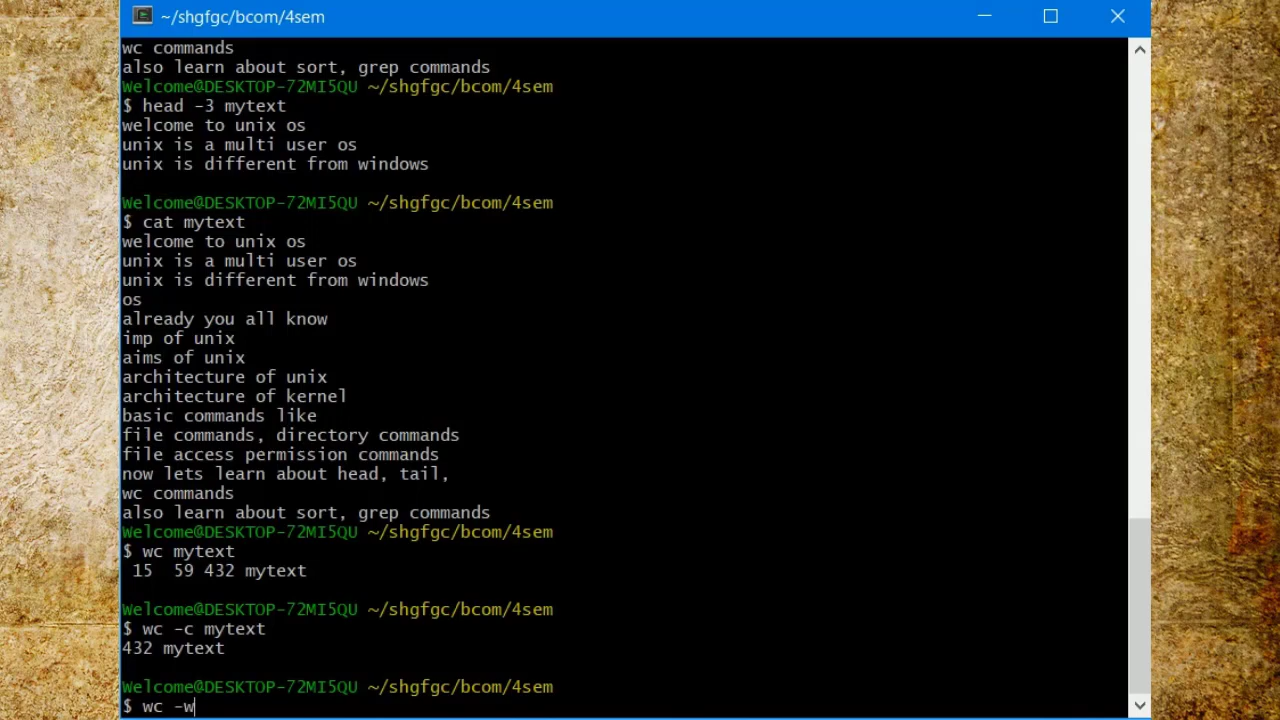 ~/shgfgc/bcom/4sem
wc commands
also learn about sort, grep commands
Welcome@DESKTOP-72MI5QU ~/shgfgc/bcom/4sem
$ head -3 mytext
welcome to unix os
unix is a multi user os
unix is different from windows
Welcome@DESKTOP-72MI5QU ~/shgfgc/bcom/4sem
$ cat mytext
welcome to unix os
unix is a multi user os
unix is different from windows
os
already you all know
imp of unix
aims of unix
architecture of unix
architecture of kernel
basic commands like
file commands, directory commands
file access permission commands
now lets learn about head, tail,
wc commands
also learn about sort, grep commands
Welcome@DESKTOP-72MI5QU ~/shgfgc/bcom/4sem
$ wc mytext
 15  59 432 mytext
Welcome@DESKTOP-72MI5QU ~/shgfgc/bcom/4sem
$ wc -c mytext
432 mytext
Welcome@DESKTOP-72MI5QU ~/shgfgc/bcom/4sem
$ wc -w